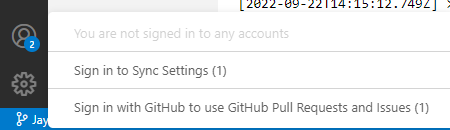 [2022-09-22T14:15:12.749Z]
You are not signed in to any accounts
2
Sign in to Sync Settings (1)
Sign in with GitHub to use GitHub Pull Requests and Issues (1)
Jay